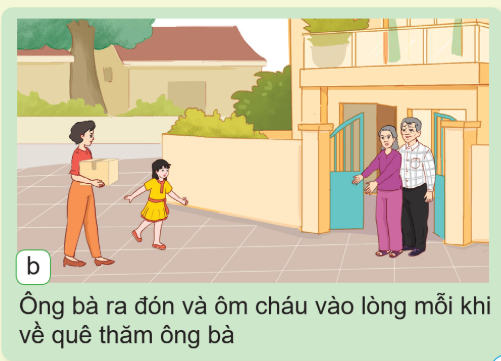 b
Ông bà ra đón và ôm cháu vào lòng mỗi khi
về quê thăm ông bà